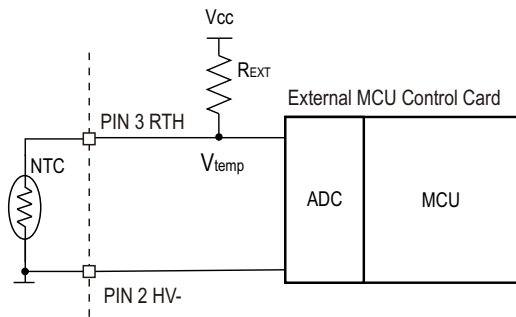 Vcc
REXT
External MCU Control Card
PIN 3 RTH
NTC
Vtemp
ADC
MCU
PIN 2 HV-